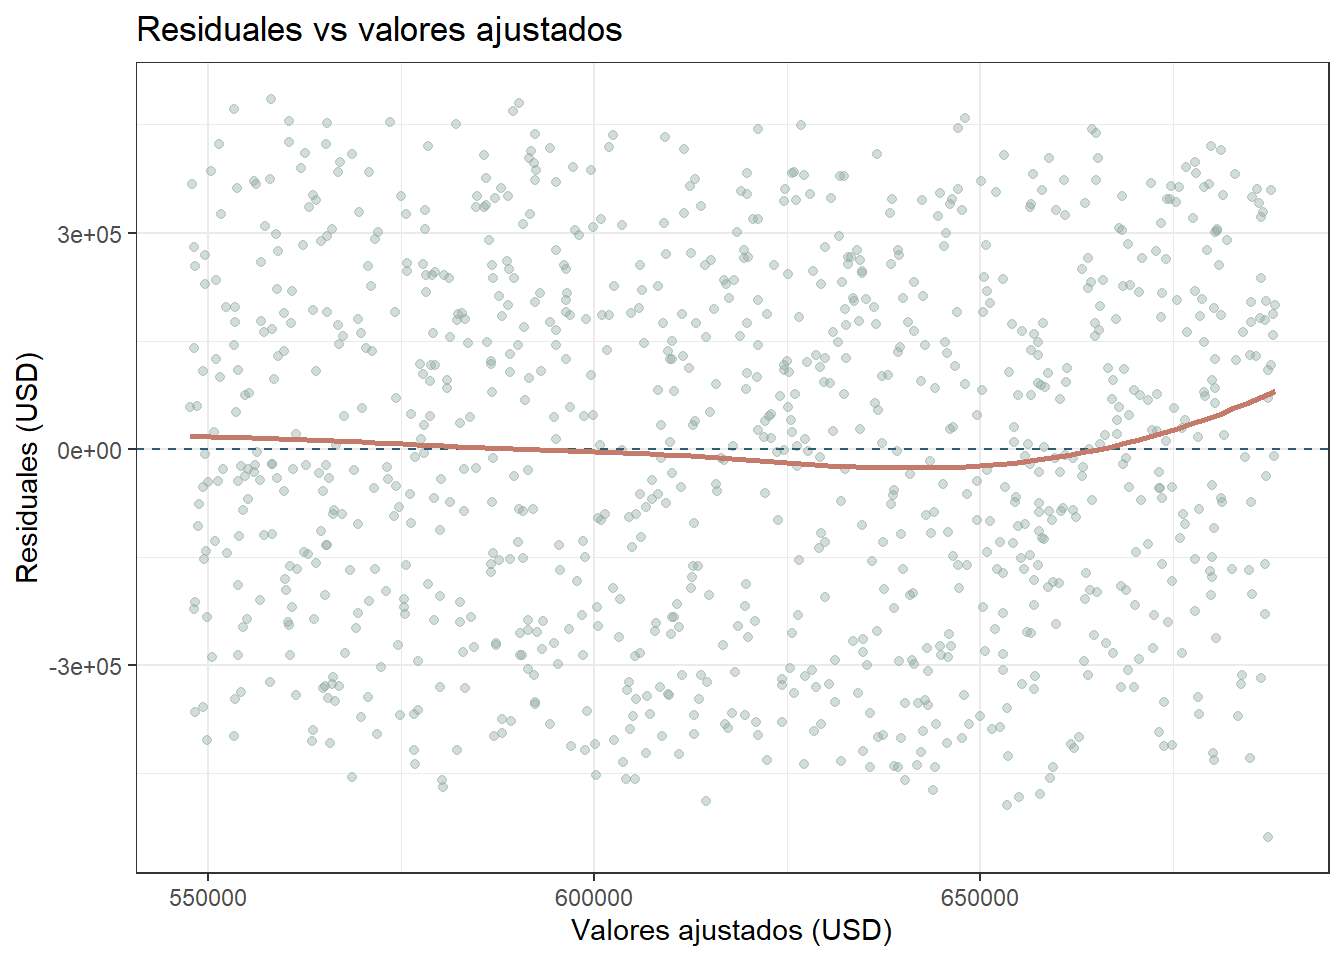 Residuales vs valores ajustados
Residuales (USD)
3e+05
0e+00
-3e+05
550000
600000
650000
Valores ajustados (USD)